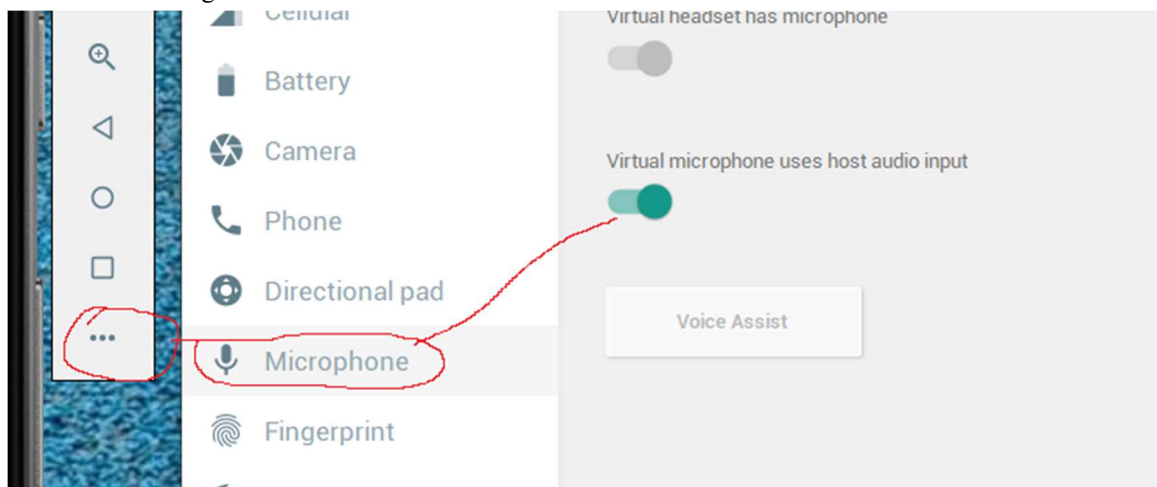 Cellular
Battery
Camera
Phone
Directional pad
Microphone
Fingerprint
Virtual headset has microphone
Virtual microphone uses host audio input
Voice Assist